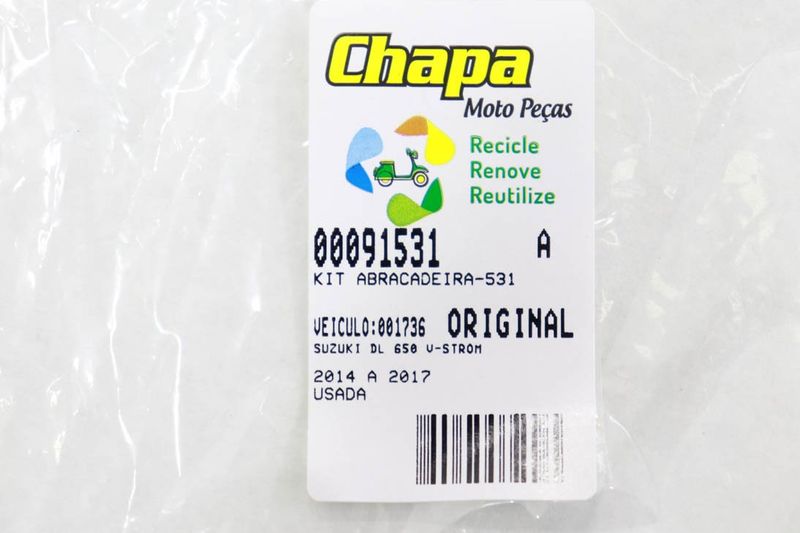 Chapa
Moto Peças
Recicle
Renove
Reutilize
00091531 A
KIT ABRACADEIRA-531
VEICULO:001736 ORIGINAL
SUZUKI DL 650 V-STROM
2014 A 2017
USADA